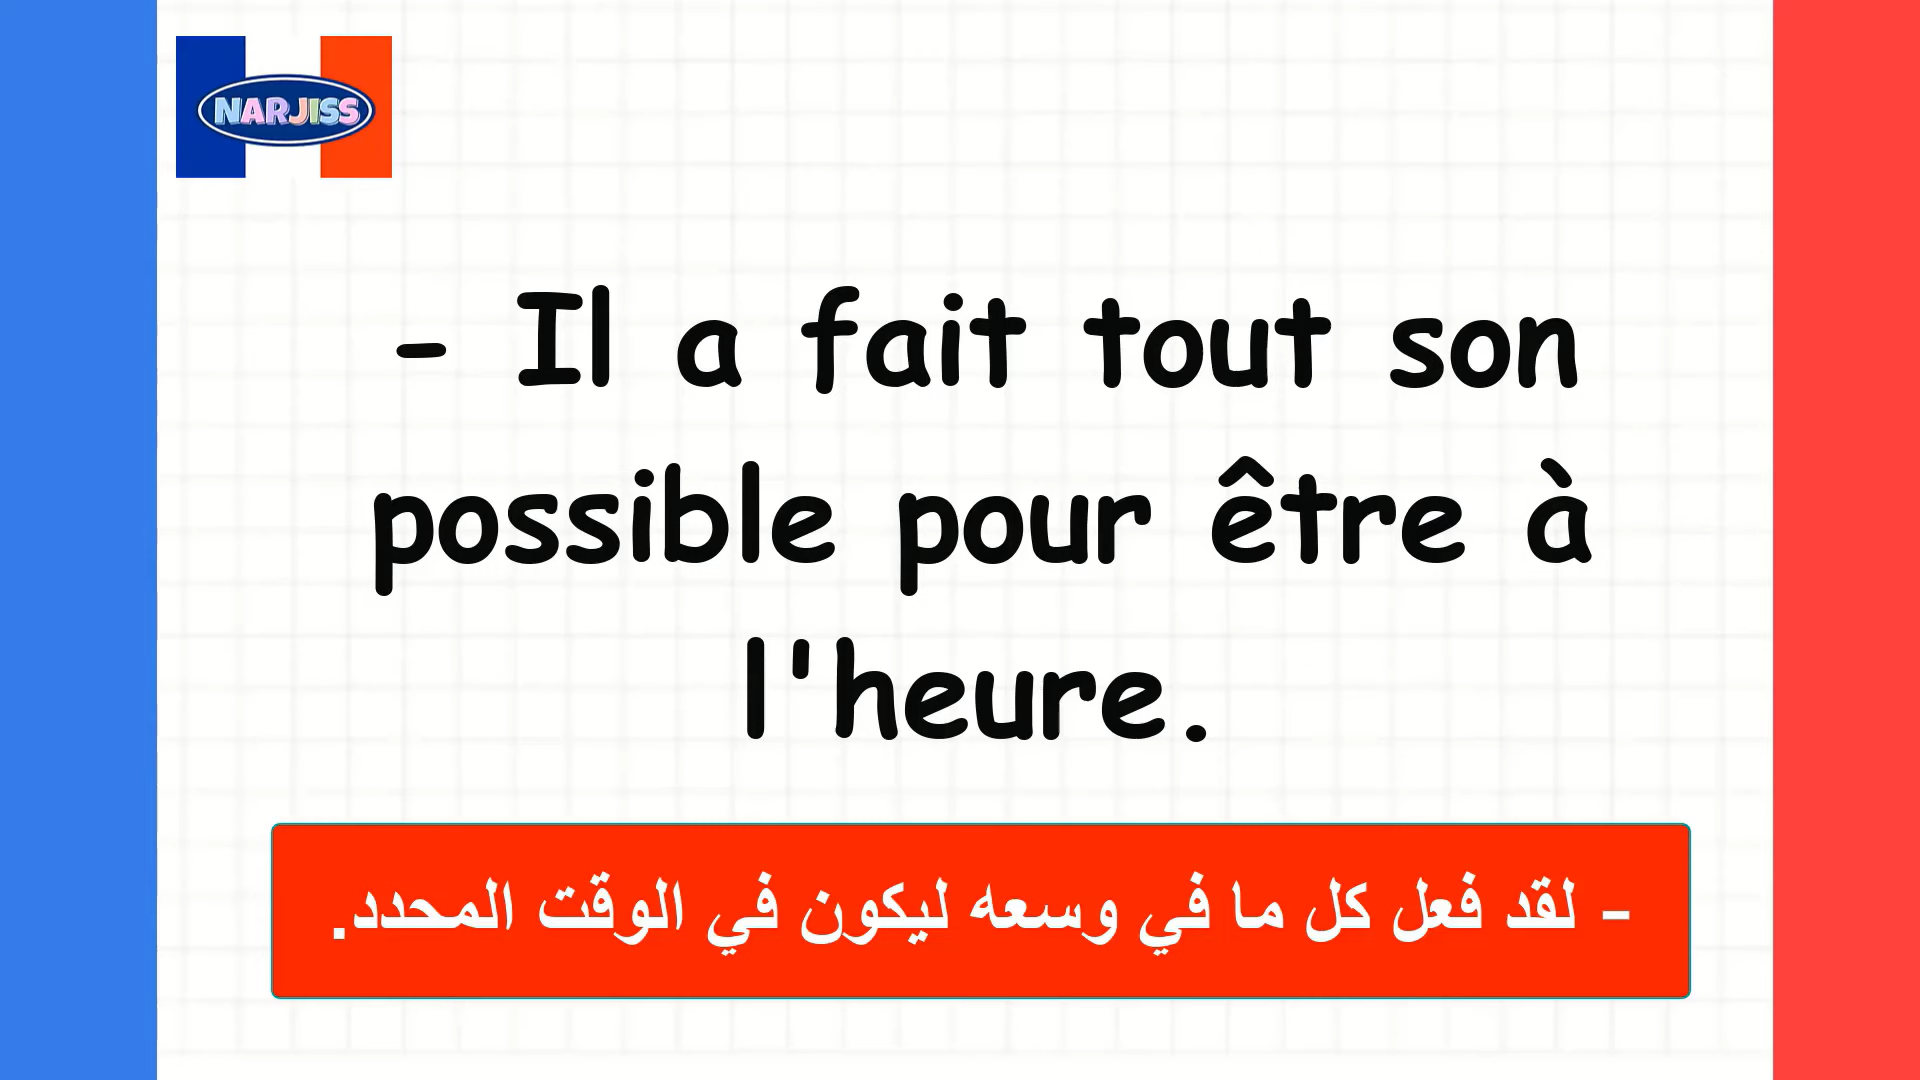 NARJISS
- Il a fait tout son
possible pour être à
l'heure.
- لقد فعل كل ما في وسعه ليكون في الوقت المحدد.